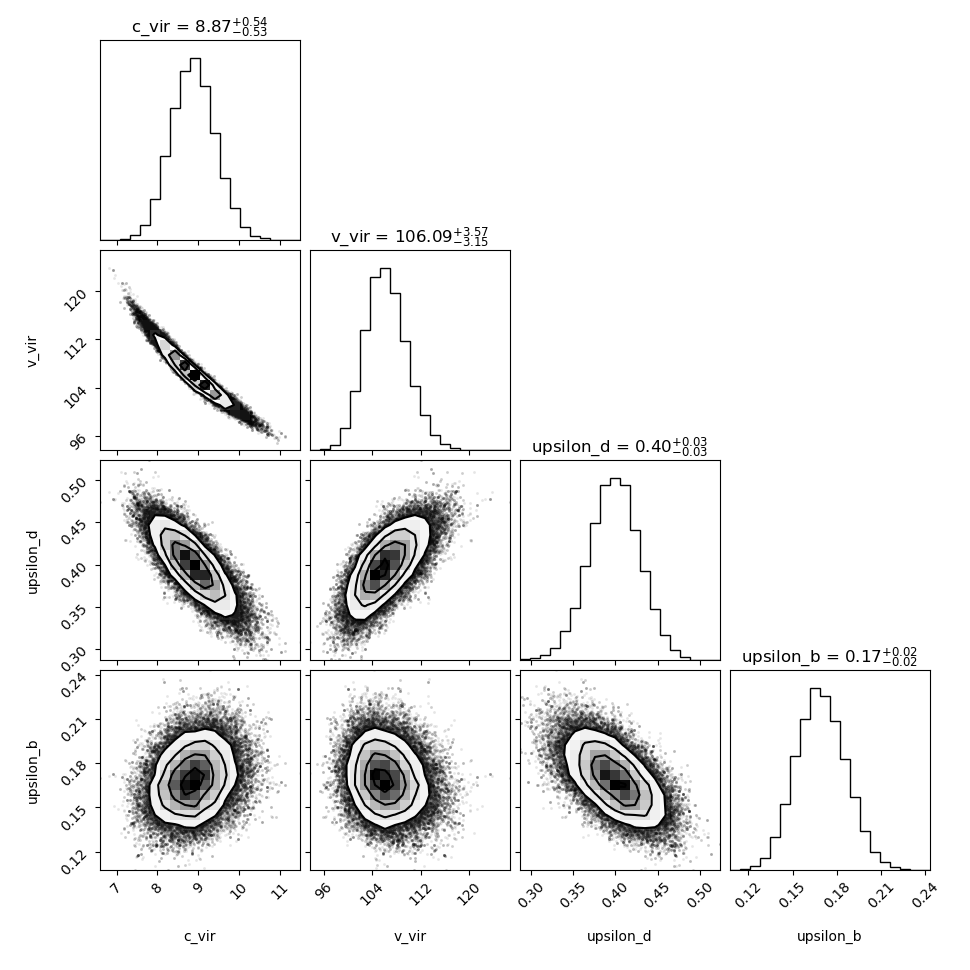 c_vir = 8.87+0.54 −0.53
v_vir = 106.09+3.57 −3.15
120
112
104
96
v_vir
upsilon_d = 0.40+0.03 −0.03
0.50
0.45
0.40
0.35
0.30
upsilon_d
upsilon_b = 0.17+0.02 −0.02
0.24
0.21
0.18
0.15
0.12
upsilon_b
7 8 9 10 11
96 104 112 120
0.30 0.35 0.40 0.45 0.50
0.12 0.15 0.18 0.21 0.24
c_vir v_vir upsilon_d upsilon_b